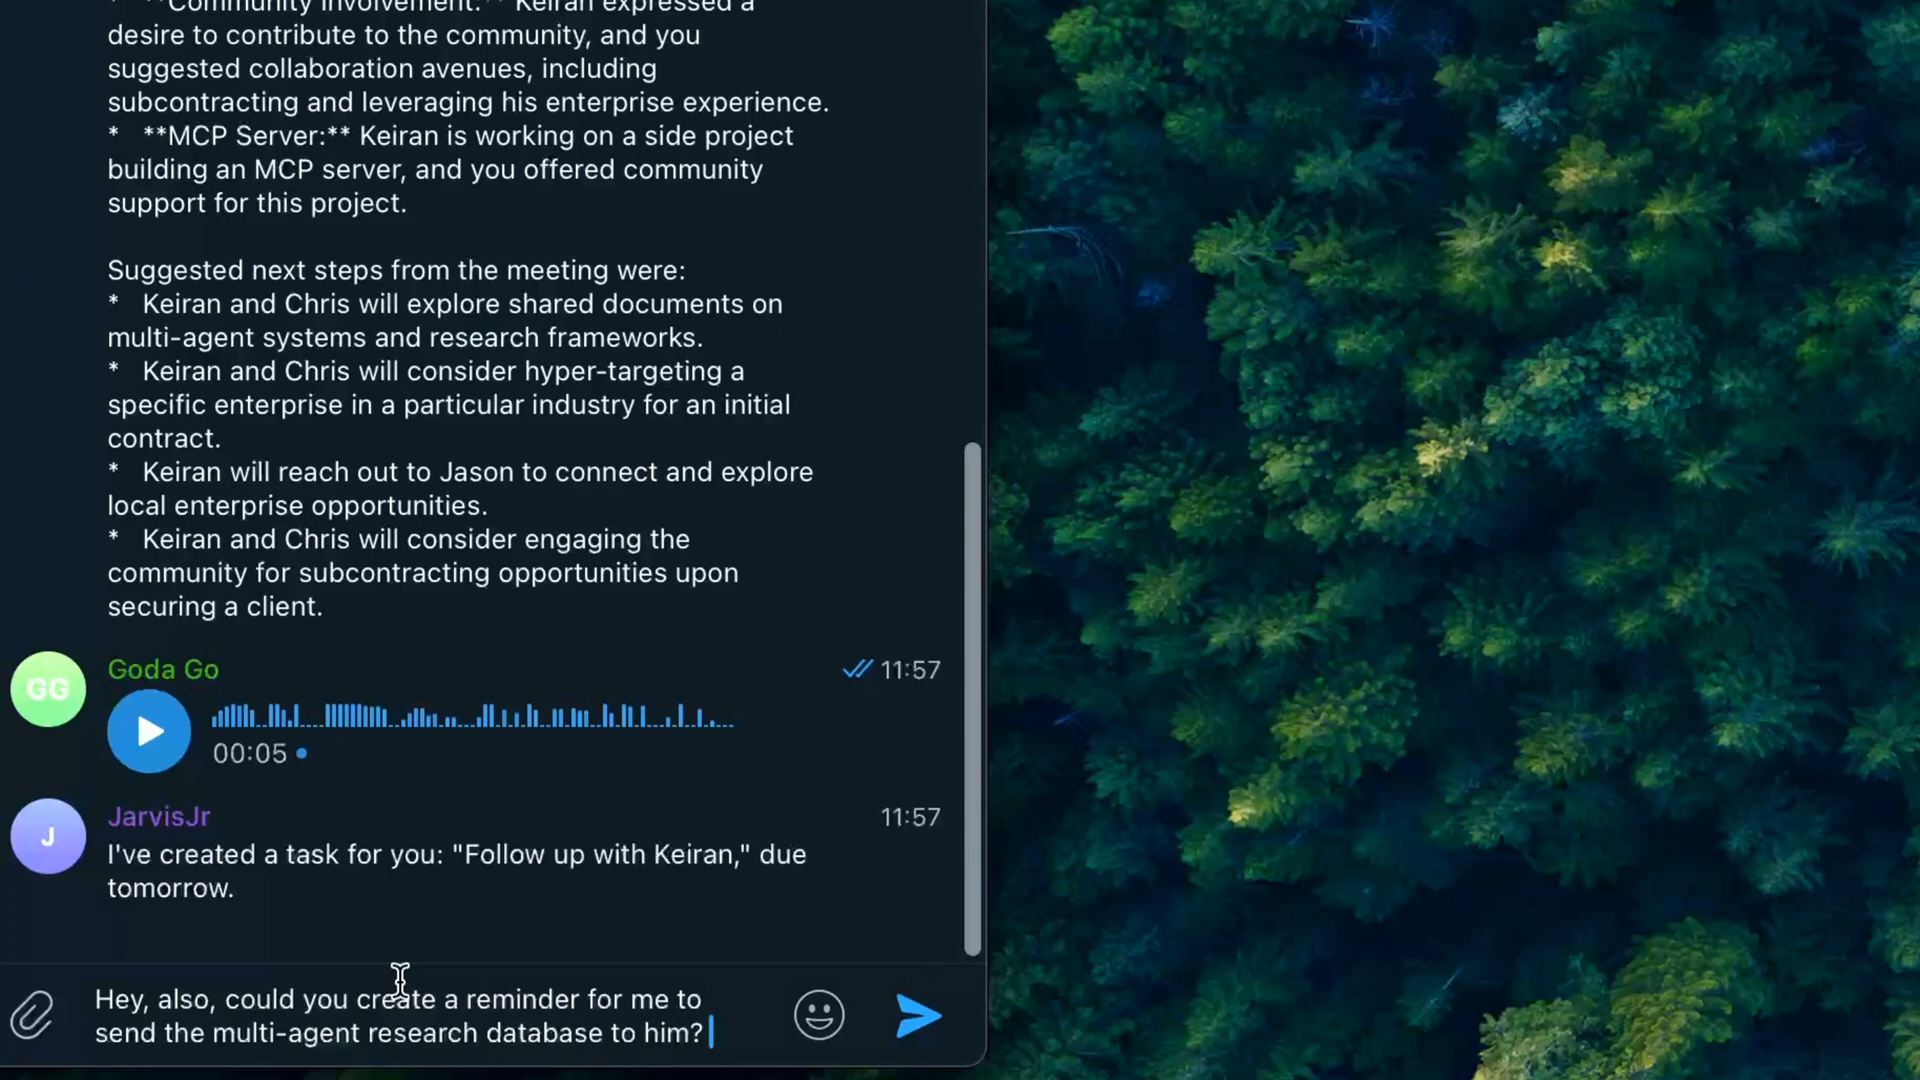 * **Community Involvement:** Keiran expressed a
desire to contribute to the community, and you
suggested collaboration avenues, including
subcontracting and leveraging his enterprise experience.
* **MCP Server:** Keiran is working on a side project
building an MCP server, and you offered community
support for this project.
Suggested next steps from the meeting were:
* Keiran and Chris will explore shared documents on
multi-agent systems and research frameworks.
* Keiran and Chris will consider hyper-targeting a
specific enterprise in a particular industry for an initial
contract.
* Keiran will reach out to Jason to connect and explore
local enterprise opportunities.
* Keiran and Chris will consider engaging the
community for subcontracting opportunities upon
securing a client.
GG
Goda Go
11:57
00:05
J
JarvisJr
11:57
I've created a task for you: "Follow up with Keiran," due
tomorrow.
Hey, also, could you create a reminder for me to
send the multi-agent research database to him?